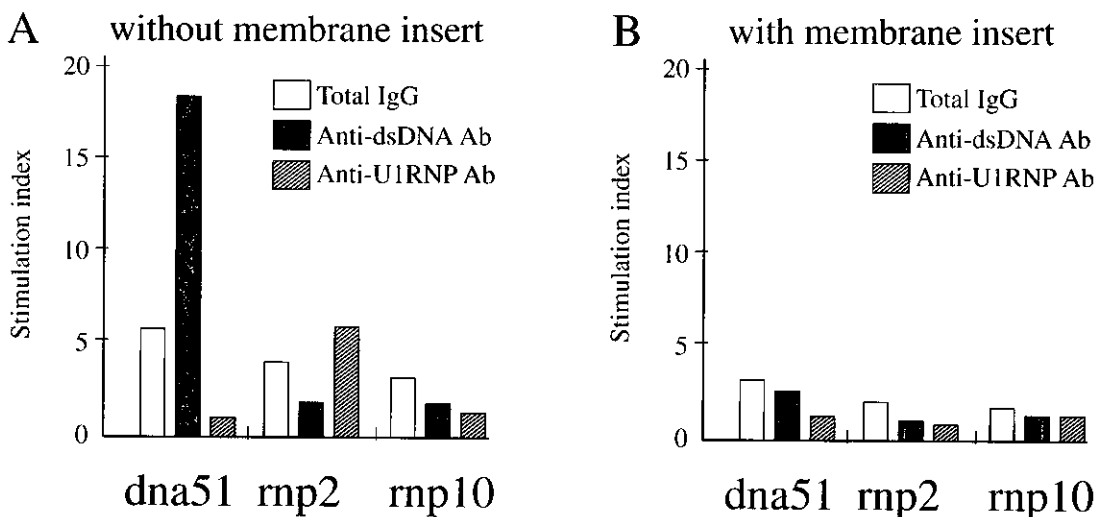 A without membrane insert
20
15
10
5
0
Stimulation index
Total IgG
Anti-dsDNA Ab
Anti-U1RNP Ab
dna51 rnp2 rnp10
B with membrane insert
20
15
10
5
0
Stimulation index
Total IgG
Anti-dsDNA Ab
Anti-U1RNP Ab
dna51 rnp2 rnp10